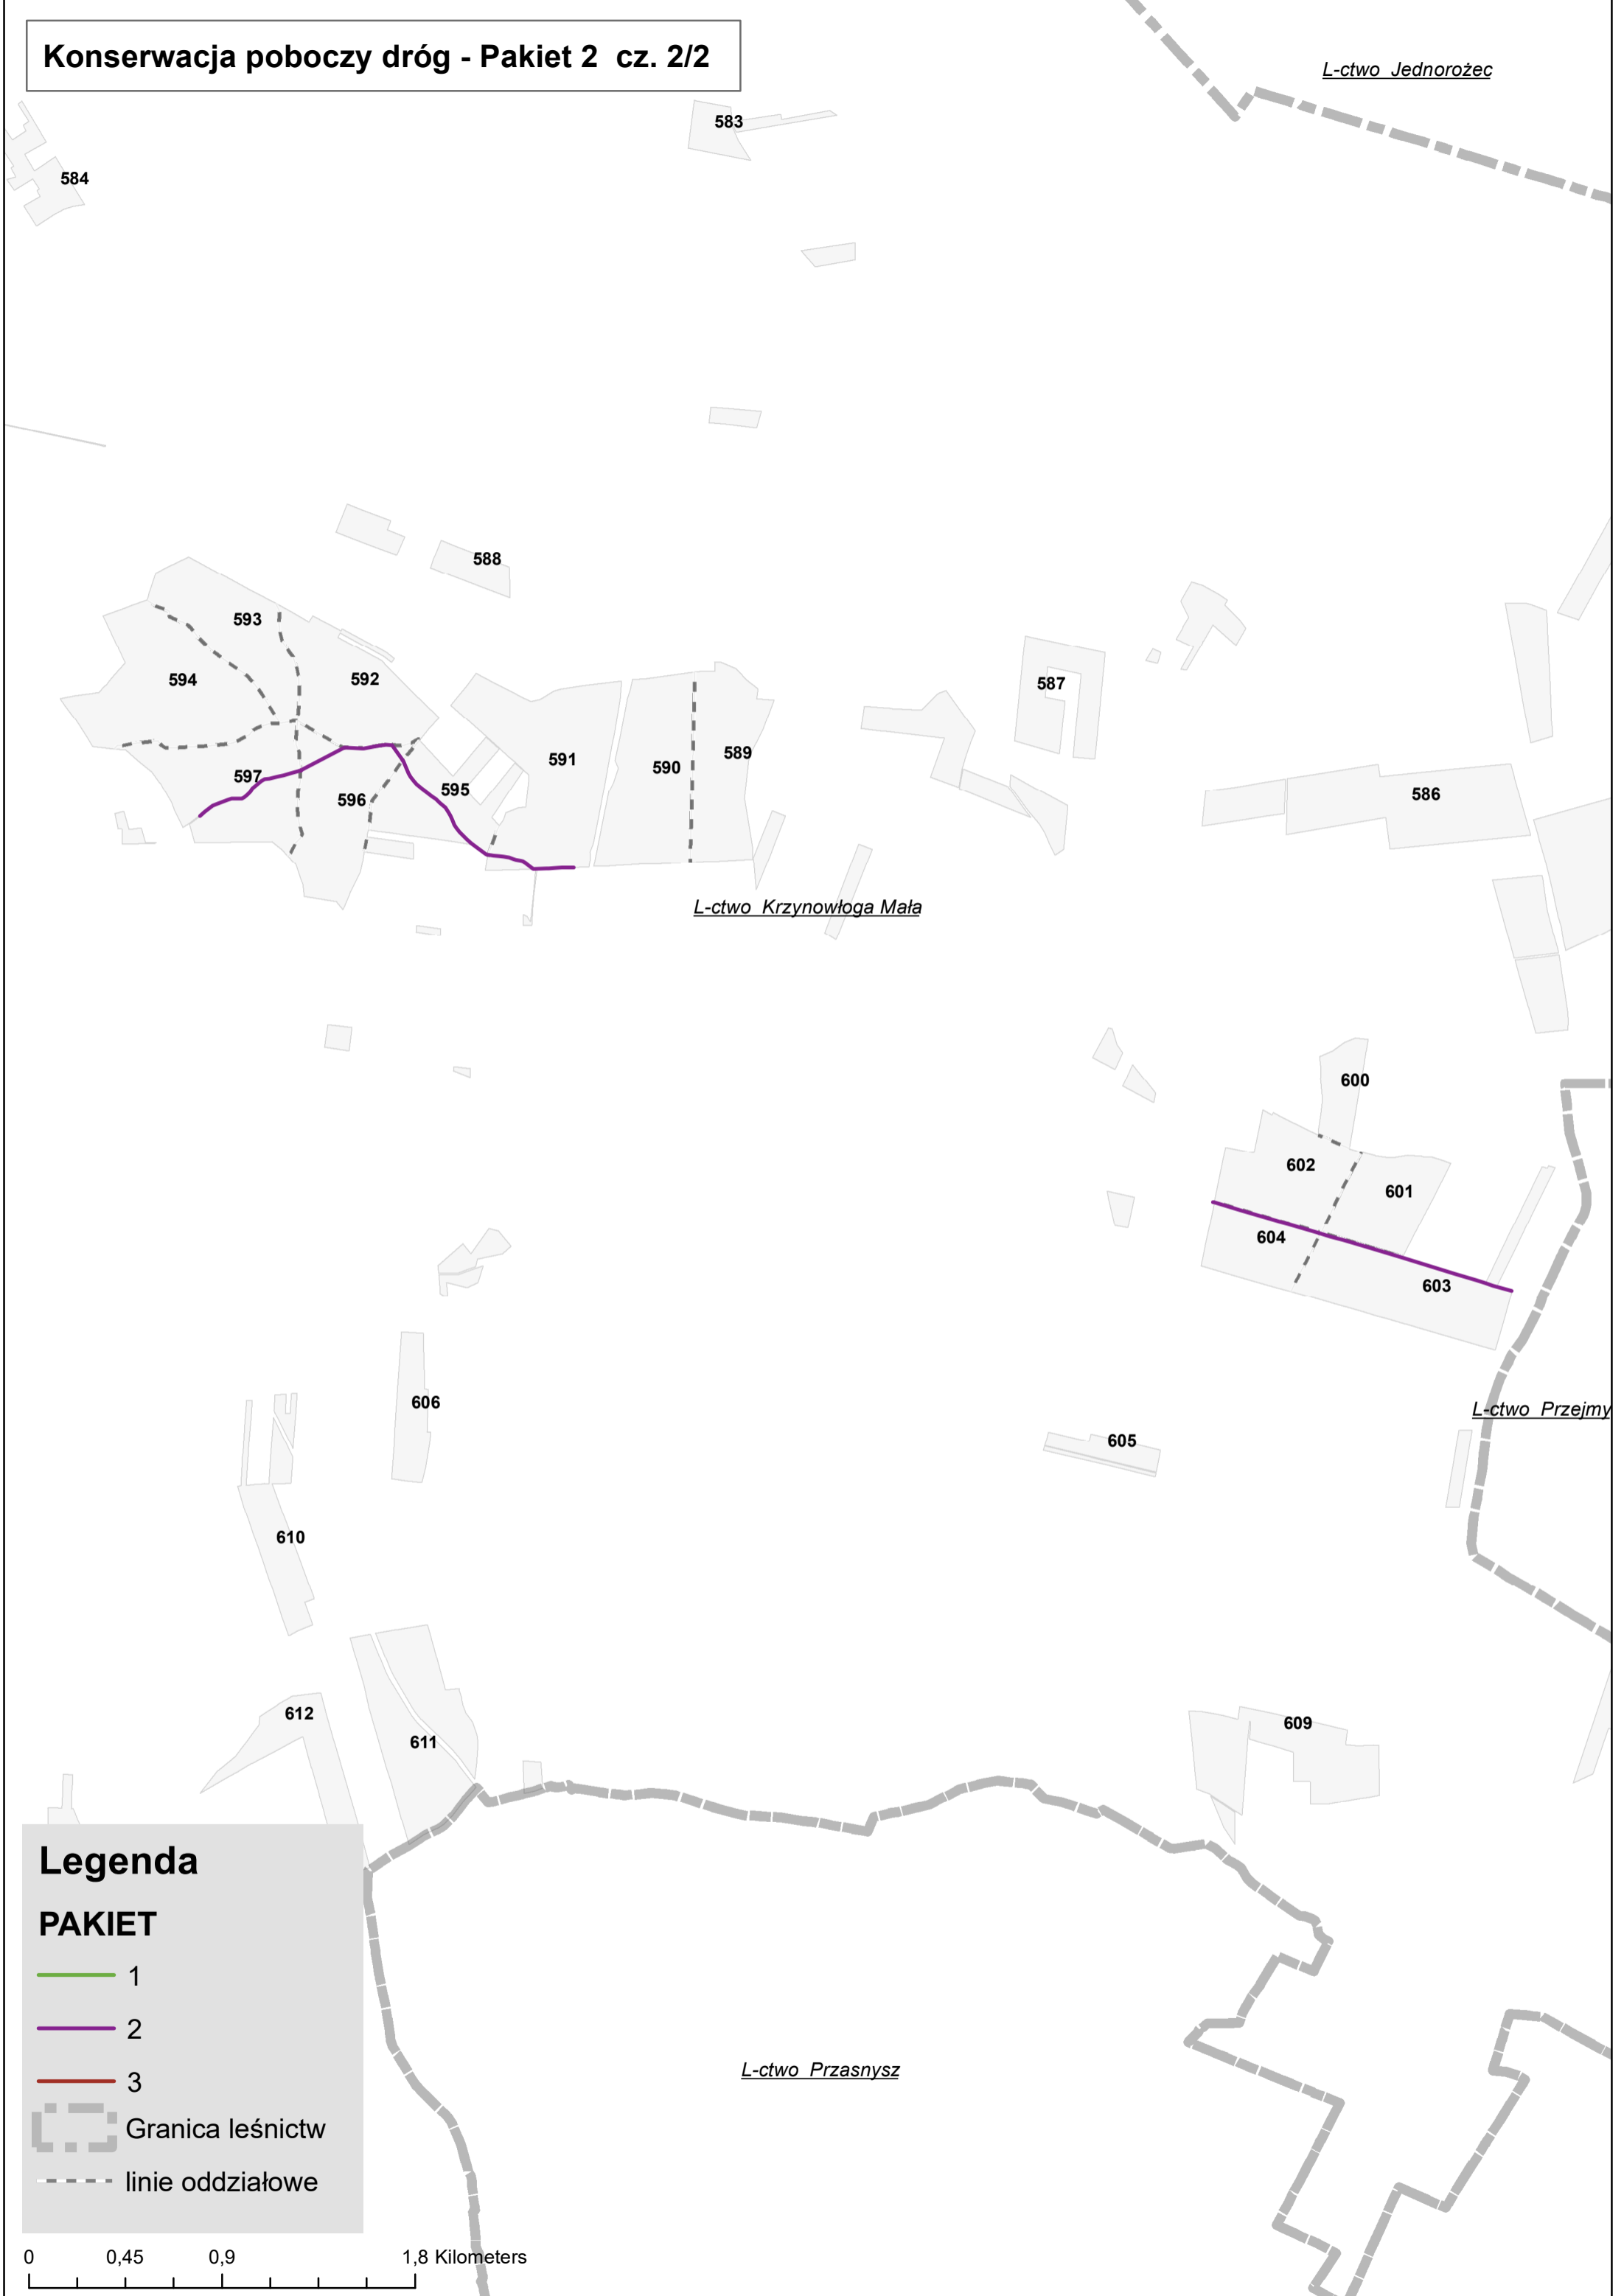 Konserwacja poboczy dróg - Pakiet 2 cz. 2/2
L-ctwo Jednorożec
583
584
588
593
594
592
587
591
590
589
597
596
595
586
L-ctwo Krzynowłoga Mała
600
602
601
604
603
606
L-ctwo Przejmy
605
610
612
611
609
Legenda
PAKIET
1
2
3
Granica leśnictw
linie oddziałowe
L-ctwo Przasnysz
0 0,45 0,9 1,8 Kilometers